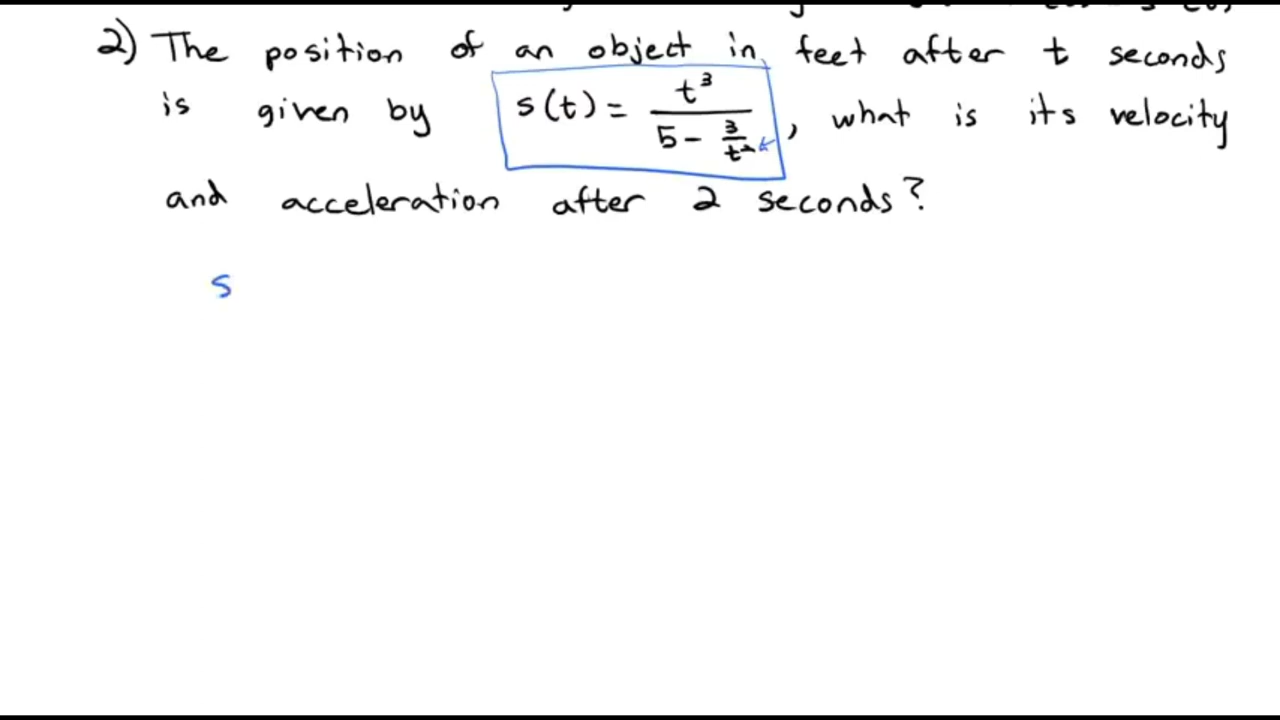 2) The position of an object in feet after t seconds
is given by s(t) = t³ / (5 - 3/t²), what is its velocity
and acceleration after 2 seconds?
s